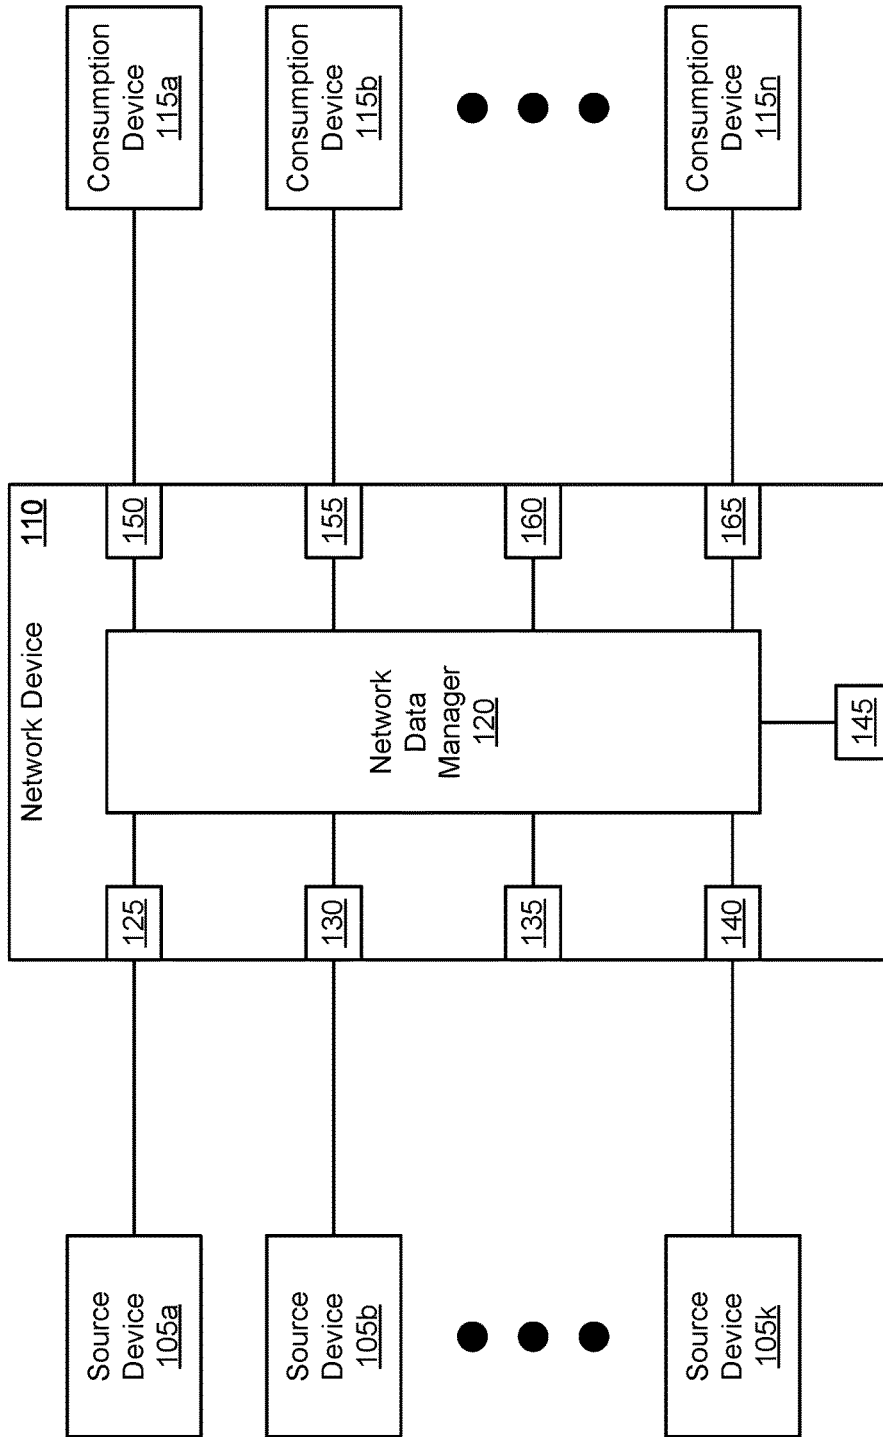 Network Device 110
Source
Device
105a
125
150
Consumption
Device
115a
Source
Device
105b
130
155
Consumption
Device
115b
Network
Data
Manager
120
135
160
Source
Device
105k
140
165
Consumption
Device
115n
145